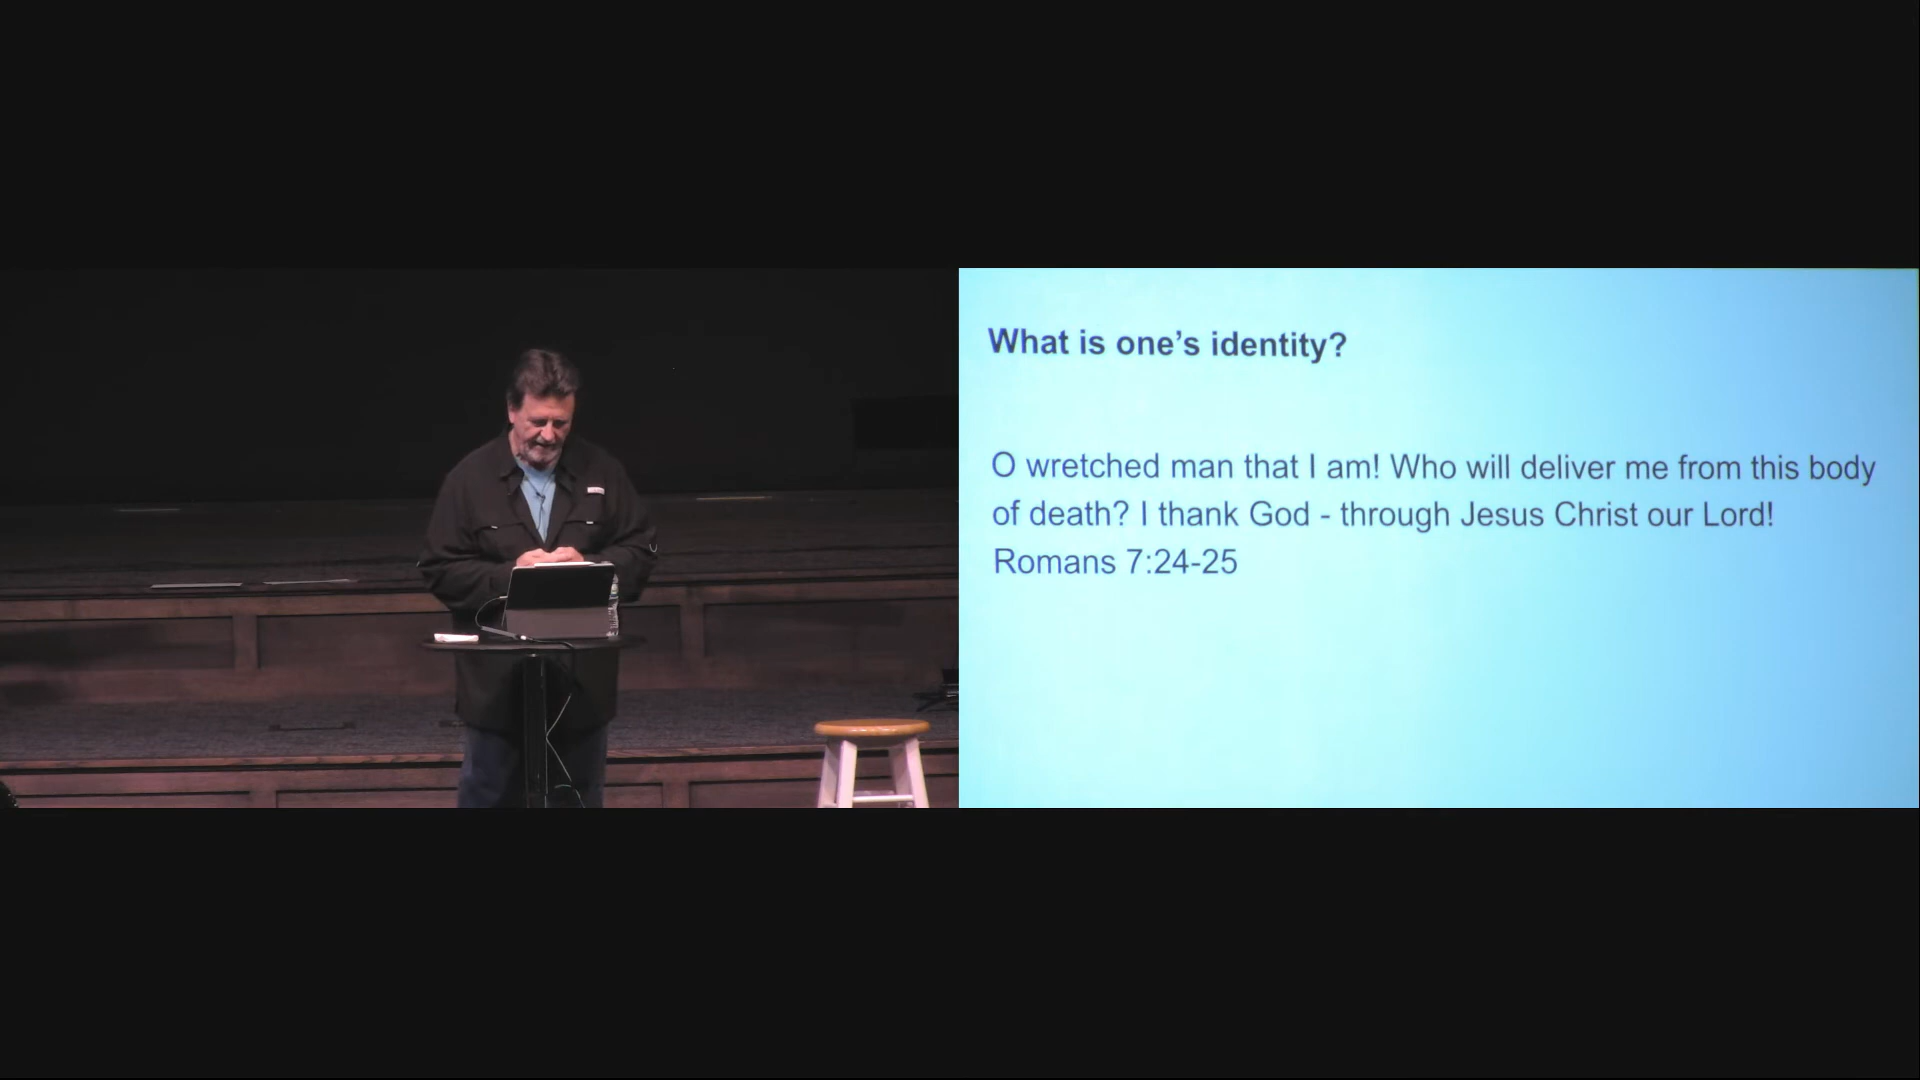 What is one’s identity?
O wretched man that I am! Who will deliver me from this body
of death? I thank God - through Jesus Christ our Lord!
Romans 7:24-25